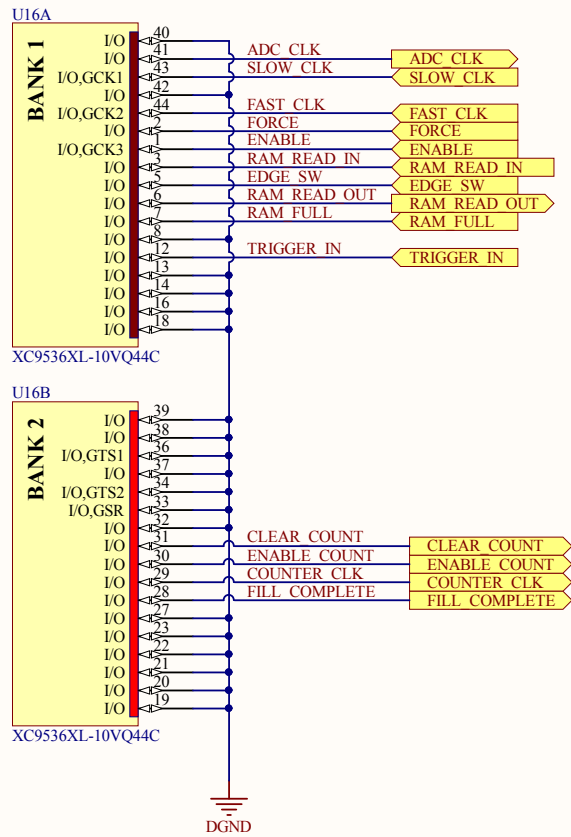 U16A
BANK 1
I/O 40
I/O 41 ADC_CLK ADC_CLK
I/O,GCK1 43 SLOW_CLK SLOW_CLK
I/O 42
I/O,GCK2 44 FAST_CLK FAST_CLK
I/O 2 FORCE FORCE
I/O,GCK3 1 ENABLE ENABLE
I/O 3 RAM_READ_IN RAM_READ_IN
I/O 5 EDGE_SW EDGE_SW
I/O 6 RAM_READ_OUT RAM_READ_OUT
I/O 7 RAM_FULL RAM_FULL
I/O 8
I/O 12 TRIGGER_IN TRIGGER_IN
I/O 13
I/O 14
I/O 16
I/O 18
XC9536XL-10VQ44C
U16B
BANK 2
I/O 39
I/O 38
I/O,GTS1 36
I/O 37
I/O,GTS2 34
I/O,GSR 33
I/O 32
I/O 31 CLEAR_COUNT CLEAR_COUNT
I/O 30 ENABLE_COUNT ENABLE_COUNT
I/O 29 COUNTER_CLK COUNTER_CLK
I/O 28 FILL_COMPLETE FILL_COMPLETE
I/O 27
I/O 23
I/O 22
I/O 21
I/O 20
I/O 19
XC9536XL-10VQ44C
DGND